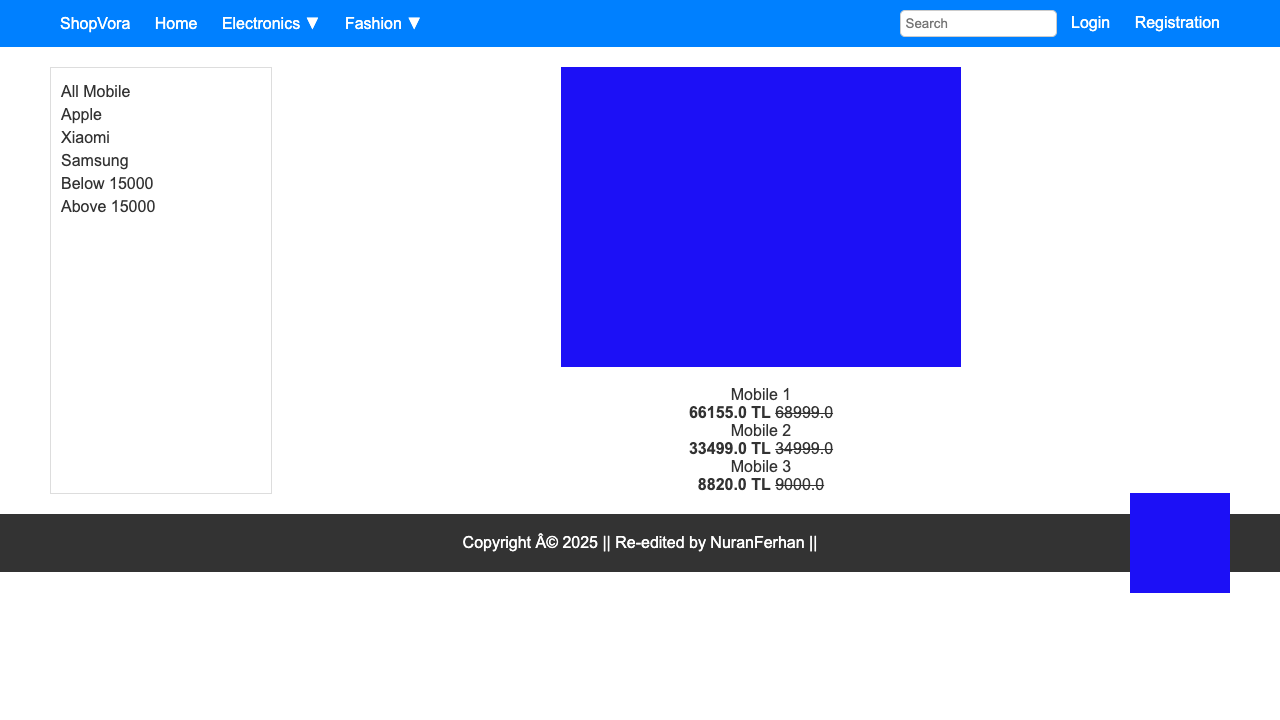 ShopVora Home Electronics ▼ Fashion ▼ Search Login Registration
All Mobile
Apple
Xiaomi
Samsung
Below 15000
Above 15000
Mobile 1
66155.0 TL 68999.0
Mobile 2
33499.0 TL 34999.0
Mobile 3
8820.0 TL 9000.0
Copyright Â© 2025 || Re-edited by NuranFerhan ||